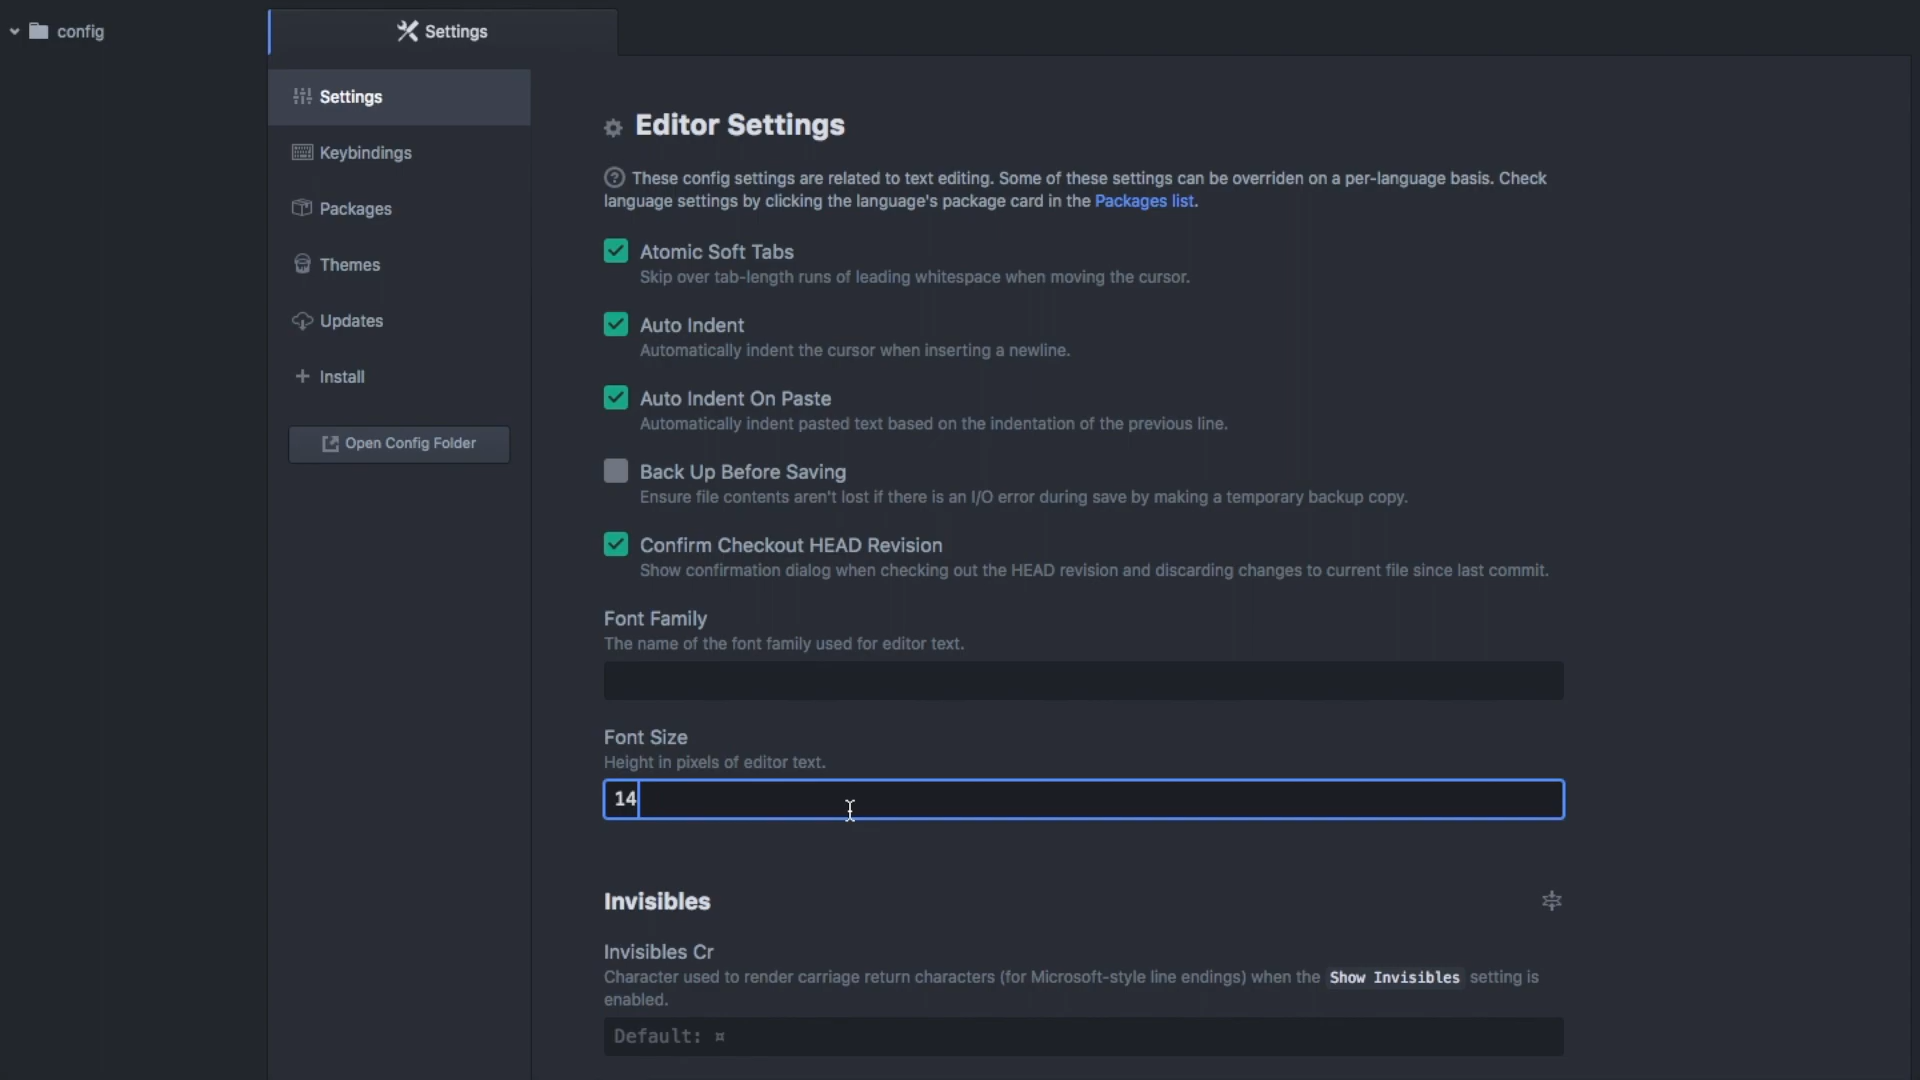 config
Settings
Settings
Keybindings
Packages
Themes
Updates
Install
Open Config Folder
Editor Settings
These config settings are related to text editing. Some of these settings can be overriden on a per-language basis. Check
language settings by clicking the language's package card in the Packages list.
Atomic Soft Tabs
Skip over tab-length runs of leading whitespace when moving the cursor.
Auto Indent
Automatically indent the cursor when inserting a newline.
Auto Indent On Paste
Automatically indent pasted text based on the indentation of the previous line.
Back Up Before Saving
Ensure file contents aren't lost if there is an I/O error during save by making a temporary backup copy.
Confirm Checkout HEAD Revision
Show confirmation dialog when checking out the HEAD revision and discarding changes to current file since last commit.
Font Family
The name of the font family used for editor text.
Font Size
Height in pixels of editor text.
14
Invisibles
Invisibles Cr
Character used to render carriage return characters (for Microsoft-style line endings) when the Show Invisibles setting is
enabled.
Default: ¤